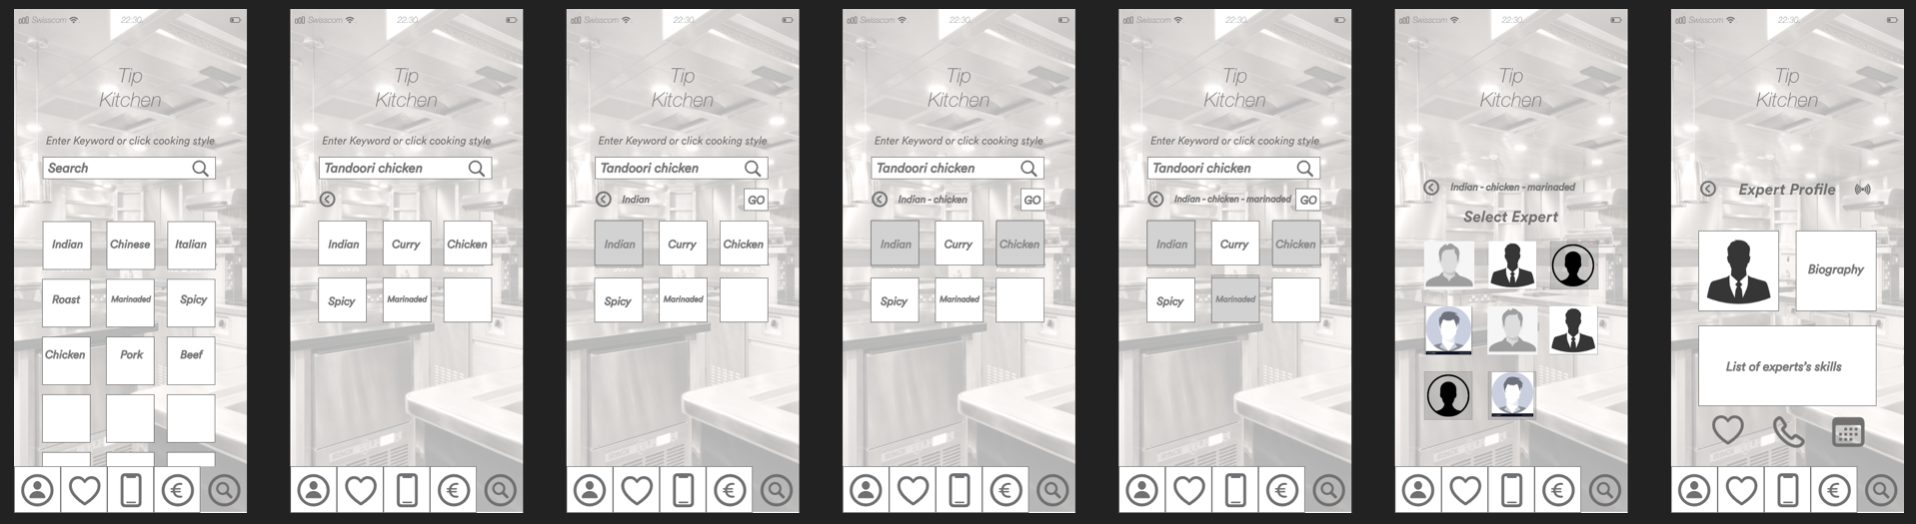 Swisscom 22:30
Tip
Kitchen
Enter Keyword or click cooking style
Search
Indian Chinese Italian
Roast Marinaded Spicy
Chicken Pork Beef
€
Swisscom 22:30
Tip
Kitchen
Enter Keyword or click cooking style
Tandoori chicken
Indian Curry Chicken
Spicy Marinaded
€
Swisscom 22:30
Tip
Kitchen
Enter Keyword or click cooking style
Tandoori chicken
Indian GO
Indian Curry Chicken
Spicy Marinaded
€
Swisscom 22:30
Tip
Kitchen
Enter Keyword or click cooking style
Tandoori chicken
Indian - chicken GO
Indian Curry Chicken
Spicy Marinaded
€
Swisscom 22:30
Tip
Kitchen
Enter Keyword or click cooking style
Tandoori chicken
Indian - chicken - marinaded GO
Indian Curry Chicken
Spicy Marinaded
€
Swisscom 22:30
Tip
Kitchen
Indian - chicken - marinaded
Select Expert
€
Swisscom 22:30
Tip
Kitchen
Expert Profile
Biography
List of experts's skills
€